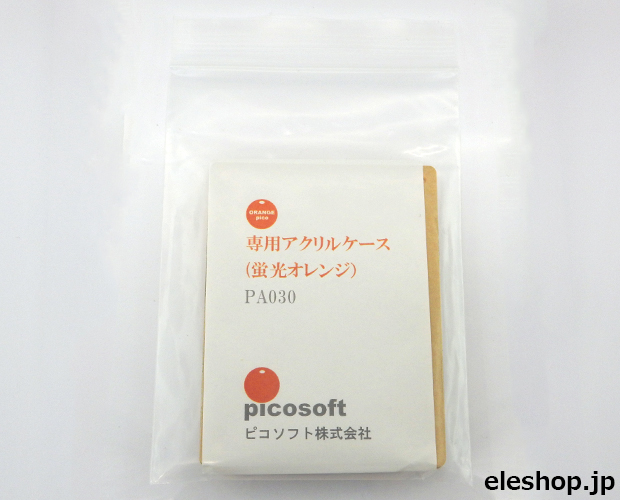 ORANGE
pico
専用アクリルケース
(蛍光オレンジ)
PA030
picosoft
ピコソフト株式会社
eleshop.jp